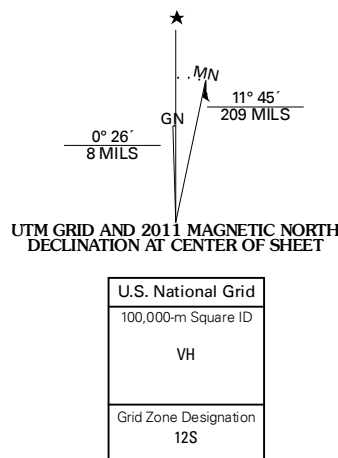 MN
GN
11° 45´
209 MILS
0° 26´
8 MILS
UTM GRID AND 2011 MAGNETIC NORTH
DECLINATION AT CENTER OF SHEET
U.S. National Grid
100,000-m Square ID
VH
Grid Zone Designation
12S